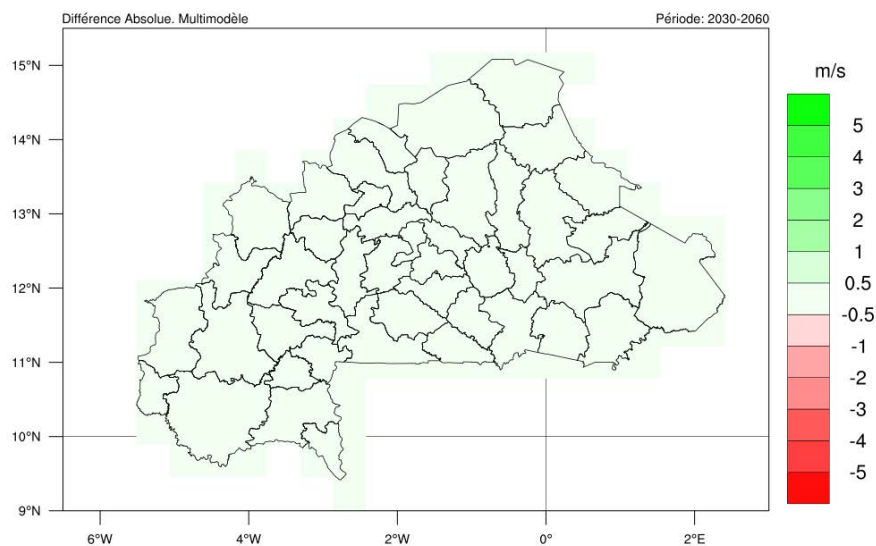 Différence Absolue. Multimodèle
Période: 2030-2060
15°N
14°N
13°N
12°N
11°N
10°N
9°N
6°W
4°W
2°W
0°
2°E
m/s
5
4
3
2
1
0.5
-0.5
-1
-2
-3
-4
-5